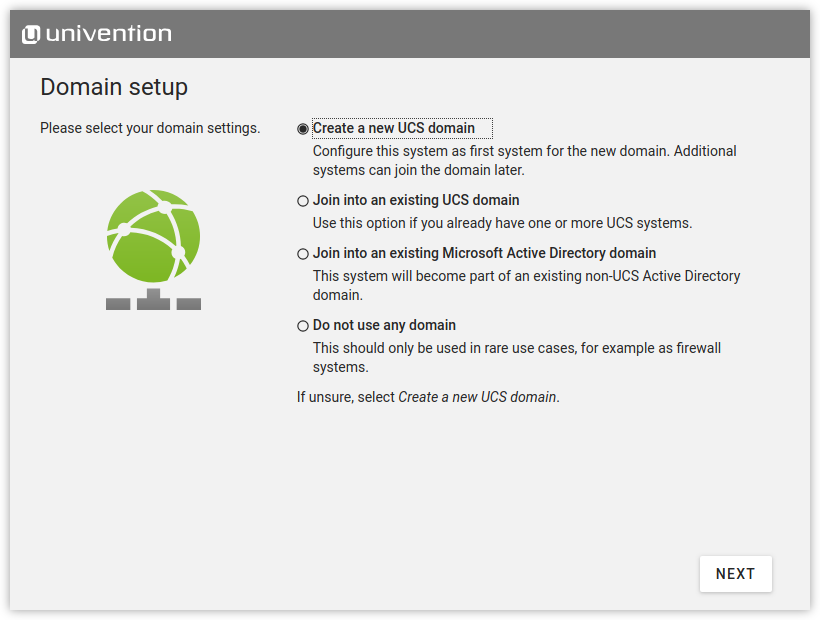 univention
Domain setup
Please select your domain settings.
Create a new UCS domain
Configure this system as first system for the new domain. Additional
systems can join the domain later.
Join into an existing UCS domain
Use this option if you already have one or more UCS systems.
Join into an existing Microsoft Active Directory domain
This system will become part of an existing non-UCS Active Directory
domain.
Do not use any domain
This should only be used in rare use cases, for example as firewall
systems.
If unsure, select Create a new UCS domain.
NEXT